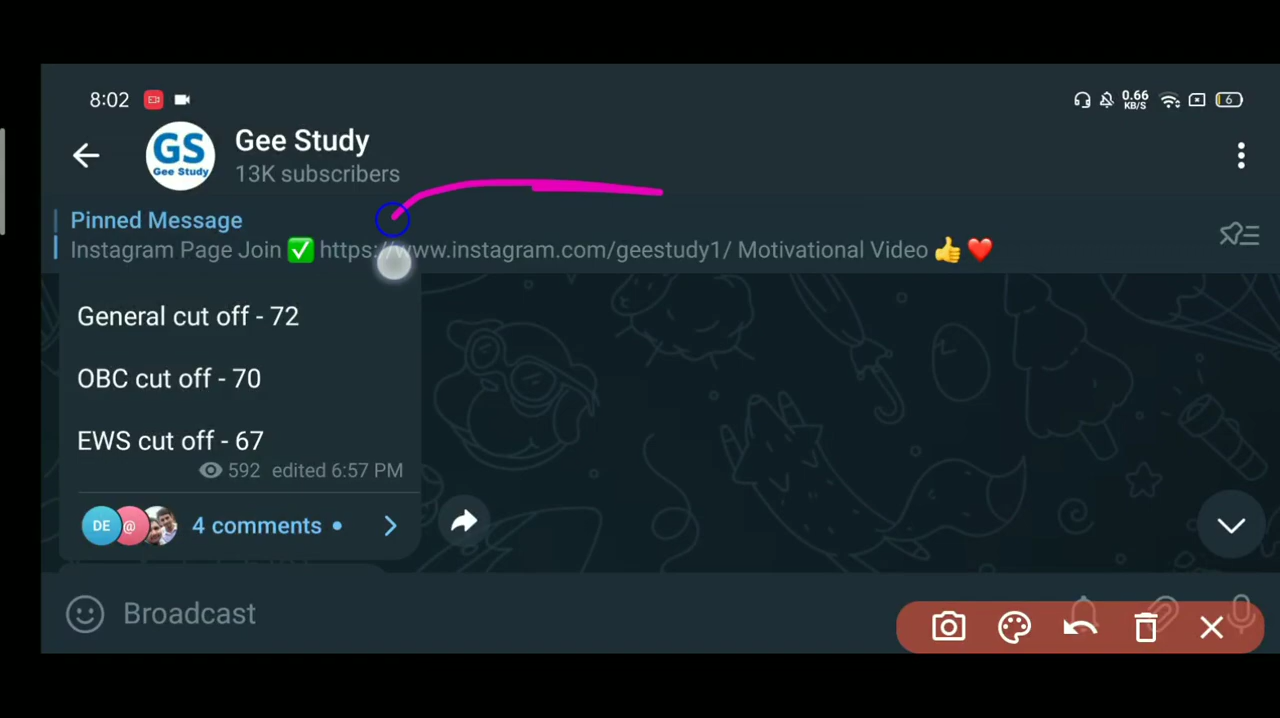 8:02
0.66
KB/S
6
GS
Gee Study
Gee Study
13K subscribers
Pinned Message
Instagram Page Join ✅ https://www.instagram.com/geestudy1/ Motivational Video 👍❤️
General cut off - 72
OBC cut off - 70
EWS cut off - 67
592 edited 6:57 PM
DE @ 4 comments
Broadcast